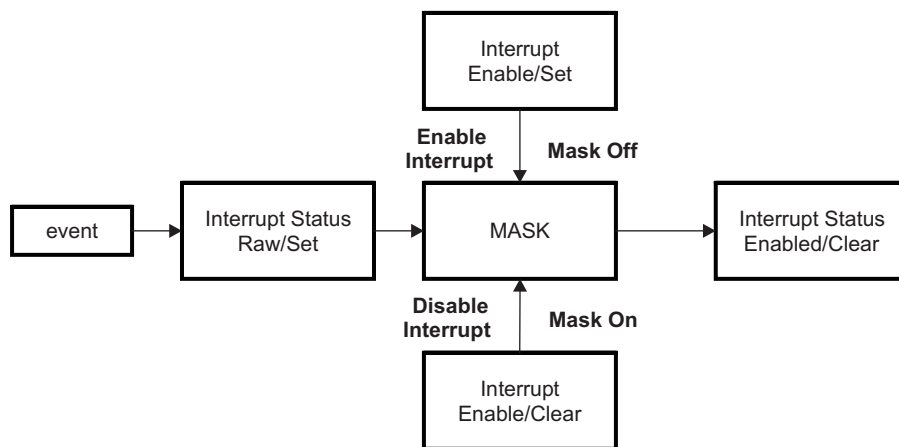 Interrupt
Enable/Set
Enable
Interrupt
Mask Off
event
Interrupt Status
Raw/Set
MASK
Interrupt Status
Enabled/Clear
Disable
Interrupt
Mask On
Interrupt
Enable/Clear